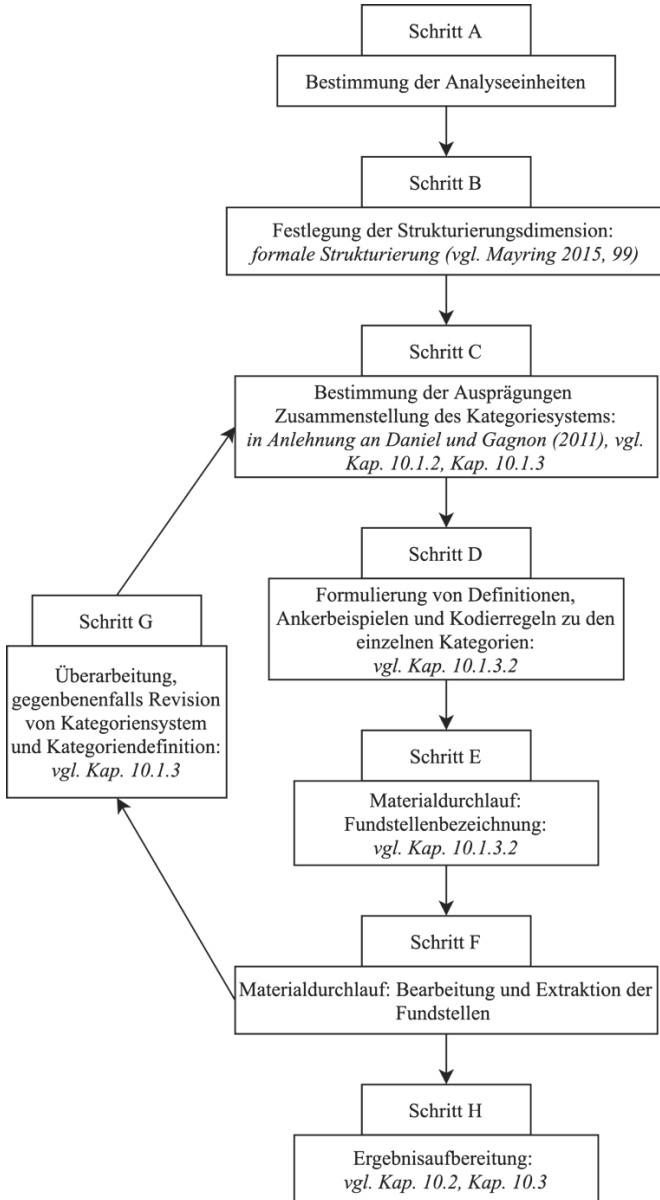 Schritt A
Bestimmung der Analyseeinheiten
Schritt B
Festlegung der Strukturierungsdimension:
formale Strukturierung (vgl. Mayring 2015, 99)
Schritt C
Bestimmung der Ausprägungen
Zusammenstellung des Kategoriesystems:
in Anlehnung an Daniel und Gagnon (2011), vgl.
Kap. 10.1.2, Kap. 10.1.3
Schritt D
Formulierung von Definitionen,
Ankerbeispielen und Kodierregeln zu den
einzelnen Kategorien:
vgl. Kap. 10.1.3.2
Schritt G
Überarbeitung,
gegenbenenfalls Revision
von Kategoriensystem
und Kategoriendefinition:
vgl. Kap. 10.1.3
Schritt E
Materialdurchlauf:
Fundstellenbezeichnung:
vgl. Kap. 10.1.3.2
Schritt F
Materialdurchlauf: Bearbeitung und Extraktion der
Fundstellen
Schritt H
Ergebnisaufbereitung:
vgl. Kap. 10.2, Kap. 10.3